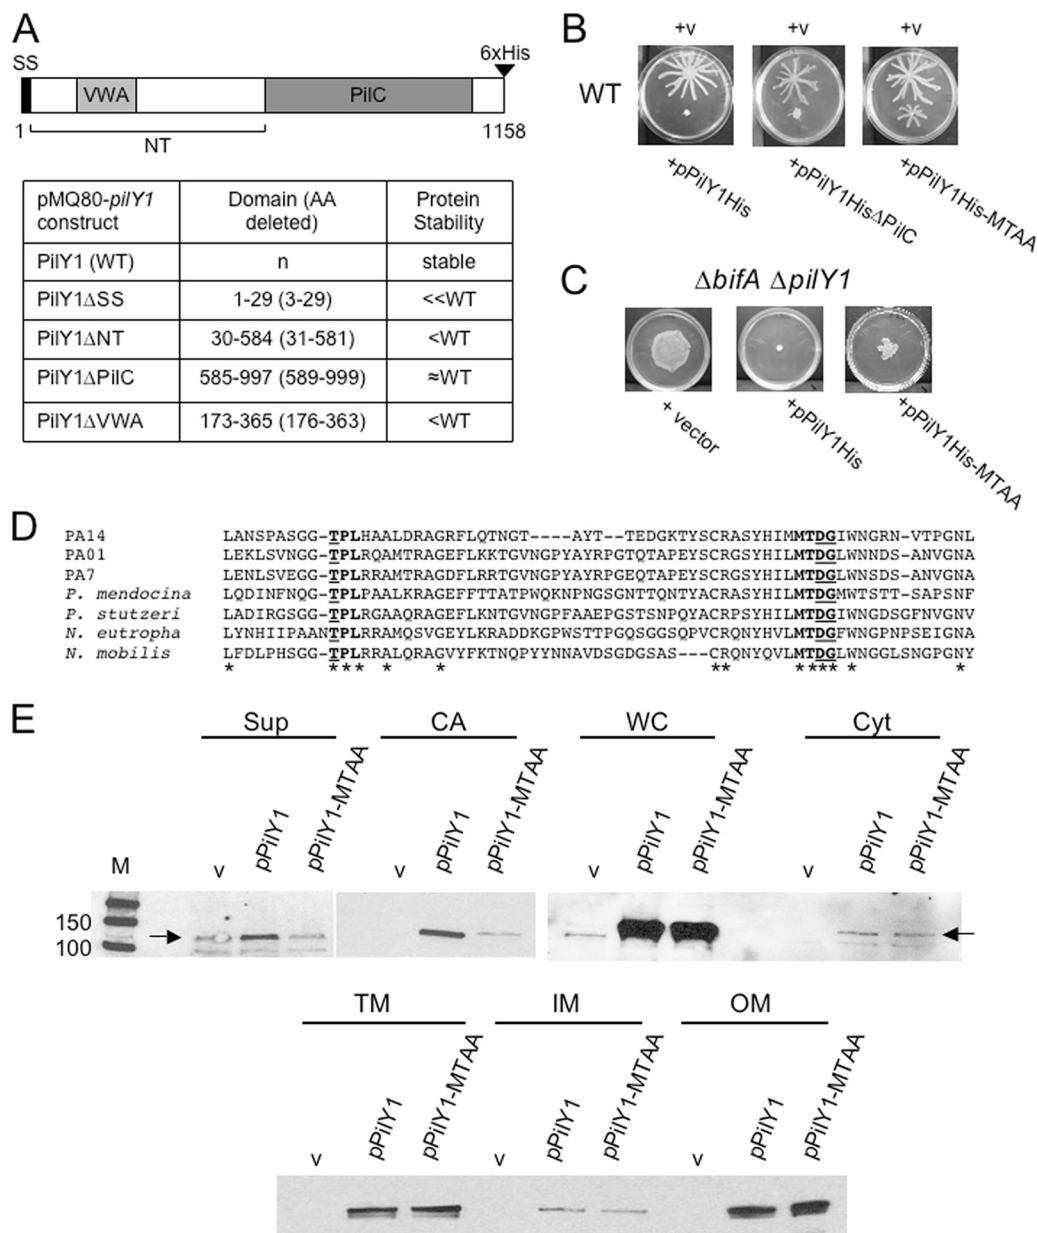 A
SS
6xHis
VWA
PilC
1
1158
NT
pMQ80-pilY1 construct
Domain (AA deleted)
Protein Stability
PilY1 (WT)
n
stable
PilY1ΔSS
1-29 (3-29)
<<WT
PilY1ΔNT
30-584 (31-581)
<WT
PilY1ΔPilC
585-997 (589-999)
≈WT
PilY1ΔVWA
173-365 (176-363)
<WT
B
+v
+v
+v
WT
+pPilY1His
+pPilY1HisΔPilC
+pPilY1His-MTAA
C
ΔbifA ΔpilY1
+ vector
+pPilY1His
+pPilY1His-MTAA
D
PA14 LANSPASGG-TPLHAALDRAGRFLQTNGT----AYT--TEDGKTYSCRASYHIMMTDGIWNGRN-VTPGNL
PA01 LEKLSVNGG-TPLRQAMTRAGEFLKKTGVNGPYAYRPGTQTAPEYSCRGSYHILMTDGLWNNDS-ANVGNA
PA7 LENLSVEGG-TPLRRAMTRAGDFLRRTGVNGPYAYRPGEQTAPEYSCRGSYHILMTDGLWNNDS-ANVGNA
P. mendocina LQDINFNQG-TPLPAALKRAGEFFTTATPWQKNPNGSGNTTQNTYACRASYHILMTDGMWTSTT-SAPSNF
P. stutzeri LADIRGSGG-TPLRGAAQRAGEFLKNTGVNGPFAAEPGSTSNPQYACRPSYHILMTDGIWNGDSGFNVGNV
N. eutropha LYNHIIPAANTPLRRAMQSVGEYLKRADDKGPWSTTPGQSGGSQPVCRQNYHVLMTDGFWNGPNPSEIGNA
N. mobilis LFDLPHSGG-TPLRRALQRAGVYFKTNQPYYNNAVDSGDGSAS---CRQNYQVLMTDGLWNGGLSNGPGNY
* * * * * * * * * * * * * *
E
Sup
CA
WC
Cyt
M
v
pPilY1
pPilY1-MTAA
v
pPilY1
pPilY1-MTAA
v
pPilY1
pPilY1-MTAA
v
pPilY1
pPilY1-MTAA
150
100
TM
IM
OM
v
pPilY1
pPilY1-MTAA
v
pPilY1
pPilY1-MTAA
v
pPilY1
pPilY1-MTAA